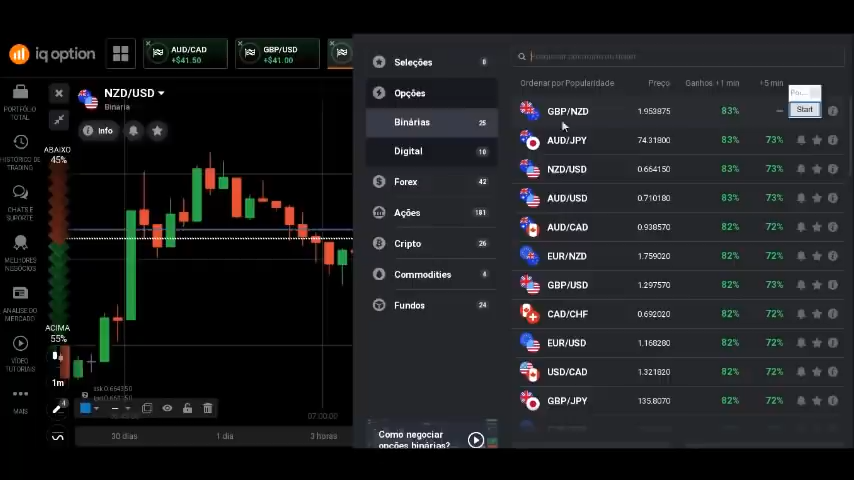 iq option
AUD/CAD
+$41.50
GBP/USD
+$41.00
PORTFÓLIO
TOTAL
HISTÓRICO DE
TRADING
CHATS E
SUPORTE
MELHORES
NEGÓCIOS
ANÁLISE DO
MERCADO
VÍDEO
TUTORIAIS
MAIS
NZD/USD
Binária
Info
ABAIXO
45%
ACIMA
55%
1m
4
07:00:00
30 dias
1 dia
3 horas
Seleções 0
Opções
Binárias 25
Digital 10
Forex 42
Ações 181
Cripto 26
Commodities 4
Fundos 24
Como negociar
opções binárias?
Ordenar por Popularidade Preço Ganhos +1 min +5 min
Start
GBP/NZD 1.953875 83% –
AUD/JPY 74.31800 83% 73%
NZD/USD 0.664150 83% 73%
AUD/USD 0.710180 83% 73%
AUD/CAD 0.938570 82% 72%
EUR/NZD 1.759020 82% 72%
GBP/USD 1.297570 82% 73%
CAD/CHF 0.692020 82% 72%
EUR/USD 1.168280 82% 72%
USD/CAD 1.321820 82% 72%
GBP/JPY 135.8070 82% 72%